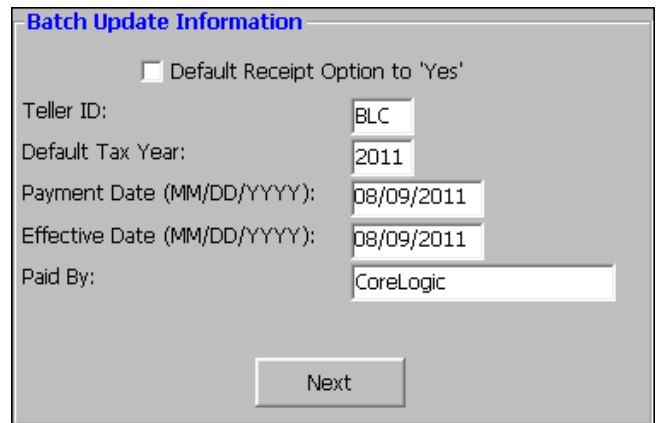 Batch Update Information
Default Receipt Option to 'Yes'
Teller ID: BLC
Default Tax Year: 2011
Payment Date (MM/DD/YYYY): 08/09/2011
Effective Date (MM/DD/YYYY): 08/09/2011
Paid By: CoreLogic
Next